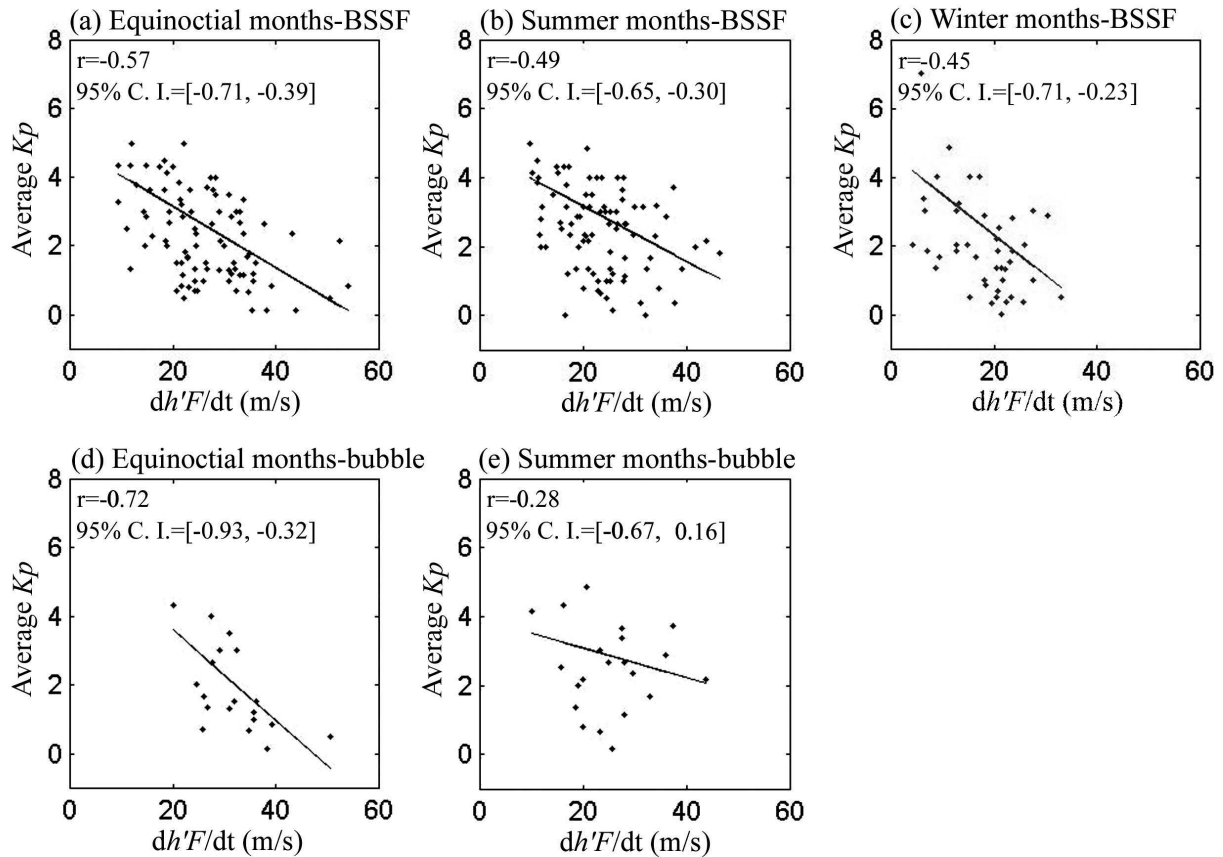 (a) Equinoctial months-BSSF
r=-0.57
95% C. I.=[-0.71, -0.39]
8
6
4
2
0
Average Kp
0 20 40 60
dh'F/dt (m/s)
(b) Summer months-BSSF
r=-0.49
95% C. I.=[-0.65, -0.30]
8
6
4
2
0
Average Kp
0 20 40 60
dh'F/dt (m/s)
(c) Winter months-BSSF
r=-0.45
95% C. I.=[-0.71, -0.23]
8
6
4
2
0
Average Kp
0 20 40 60
dh'F/dt (m/s)
(d) Equinoctial months-bubble
r=-0.72
95% C. I.=[-0.93, -0.32]
8
6
4
2
0
Average Kp
0 20 40 60
dh'F/dt (m/s)
(e) Summer months-bubble
r=-0.28
95% C. I.=[-0.67, 0.16]
8
6
4
2
0
Average Kp
0 20 40 60
dh'F/dt (m/s)